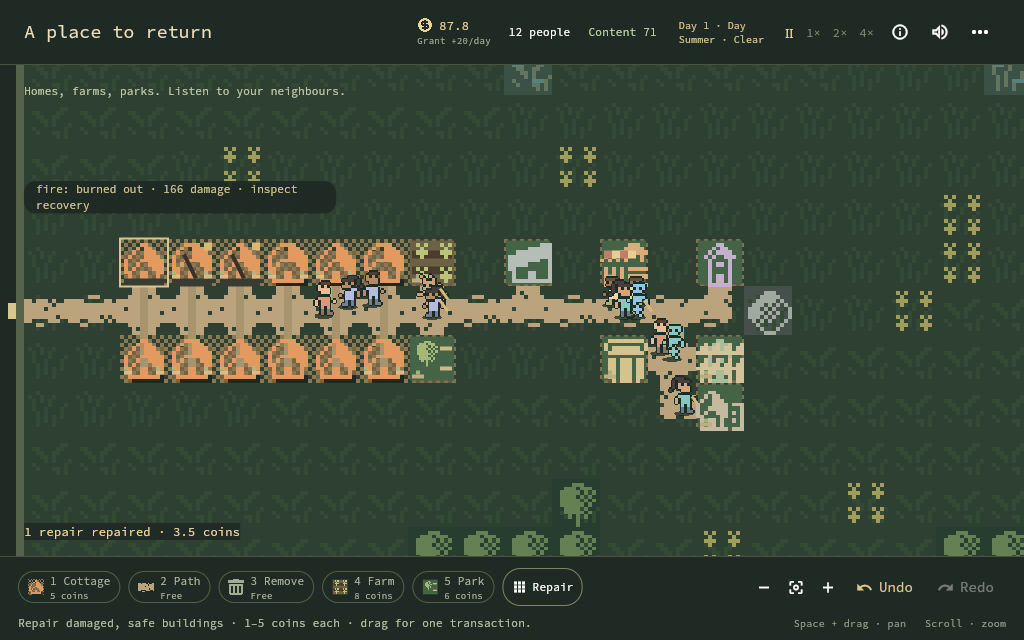 A place to return
87.8
Grant +20/day
12 people
Content 71
Day 1 · Day
Summer · Clear
1×
2×
4×
Homes, farms, parks. Listen to your neighbours.
fire: burned out · 166 damage · inspect
recovery
1 repair repaired · 3.5 coins
1 Cottage
5 coins
2 Path
Free
3 Remove
Free
4 Farm
8 coins
5 Park
6 coins
Repair
Undo
Redo
Repair damaged, safe buildings · 1–5 coins each · drag for one transaction.
Space + drag · pan
Scroll · zoom